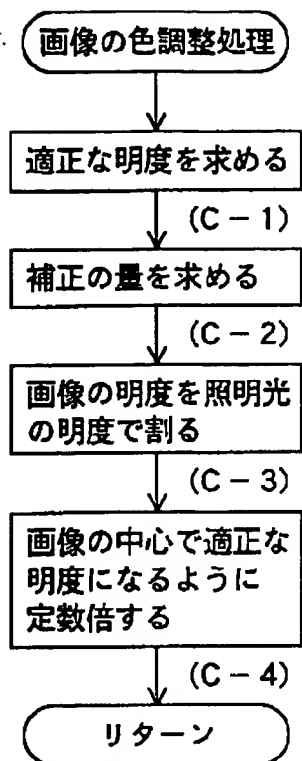 画像の色調整処理
適正な明度を求める
(C－1)
補正の量を求める
(C－2)
画像の明度を照明光
の明度で割る
(C－3)
画像の中心で適正な
明度になるように
定数倍する
(C－4)
リターン